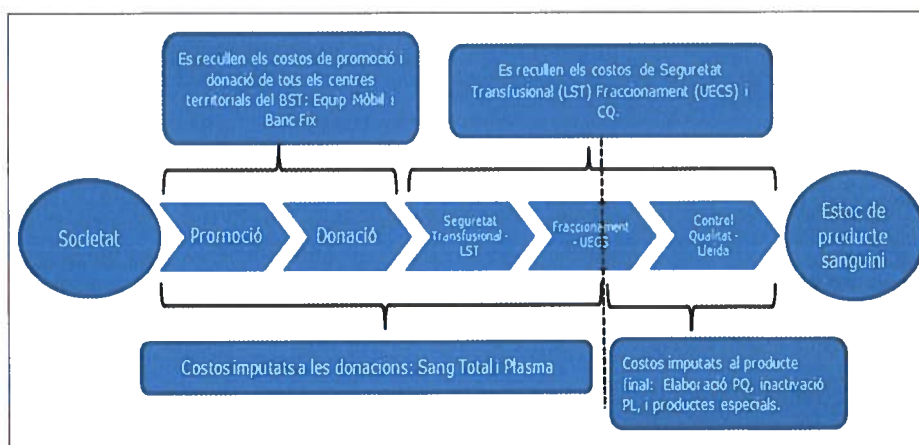 Es recullen els costos de promoció i
donació de tots els centres
territorials del BST: Equip Mòbil i
Banc Fix
Es recullen els costos de Seguretat
Transfusional (LST) Fraccionament (UECS) i
CQ.
Societat
Promoció
Donació
Seguretat
Transfusional -
LST
Fraccionament
- UECS
Control
Qualitat -
Lleida
Estoc de
producte
sanguini
Costos imputats a les donacions: Sang Total i Plasma
Costos imputats al producte
final: Elaboració PQ, inactivació
PL, i productes especials.